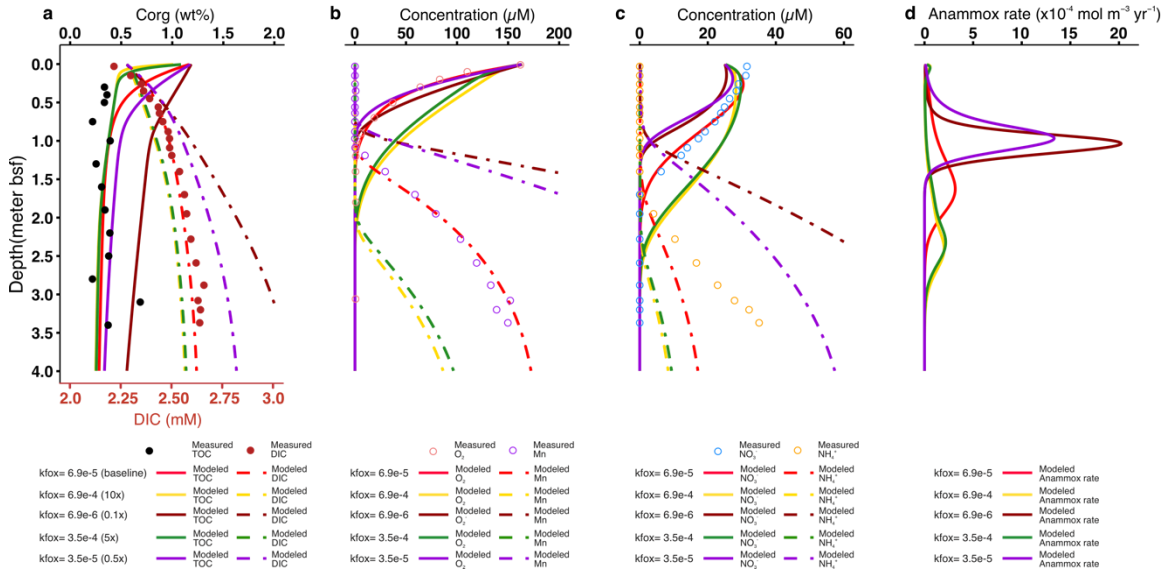 a Corg (wt%)
0 0.5 1.0 1.5 2.0
b Concentration (µM)
0 50 100 150 200
c Concentration (µM)
0 20 40 60
d Anammox rate (x10⁻⁴ mol m⁻³ yr⁻¹)
0 5 10 15 20
Depth(meter bsf)
0.0
0.5
1.0
1.5
2.0
2.5
3.0
3.5
4.0
2.0 2.25 2.5 2.75 3.0
DIC (mM)
Measured TOC
Measured DIC
kfox= 6.9e-5 (baseline) Modeled TOC Modeled DIC
kfox= 6.9e-4 (10x) Modeled TOC Modeled DIC
kfox= 6.9e-6 (0.1x) Modeled TOC Modeled DIC
kfox= 3.5e-4 (5x) Modeled TOC Modeled DIC
kfox= 3.5e-5 (0.5x) Modeled TOC Modeled DIC
Measured O₂
Measured Mn
kfox= 6.9e-5 Modeled O₂ Modeled Mn
kfox= 6.9e-4 Modeled O₂ Modeled Mn
kfox= 6.9e-6 Modeled O₂ Modeled Mn
kfox= 3.5e-4 Modeled O₂ Modeled Mn
kfox= 3.5e-5 Modeled O₂ Modeled Mn
Measured NO₃⁻
Measured NH₄⁺
kfox= 6.9e-5 Modeled NO₃⁻ Modeled NH₄⁺
kfox= 6.9e-4 Modeled NO₃⁻ Modeled NH₄⁺
kfox= 6.9e-6 Modeled NO₃⁻ Modeled NH₄⁺
kfox= 3.5e-4 Modeled NO₃⁻ Modeled NH₄⁺
kfox= 3.5e-5 Modeled NO₃⁻ Modeled NH₄⁺
kfox= 6.9e-5 Modeled Anammox rate
kfox= 6.9e-4 Modeled Anammox rate
kfox= 6.9e-6 Modeled Anammox rate
kfox= 3.5e-4 Modeled Anammox rate
kfox= 3.5e-5 Modeled Anammox rate